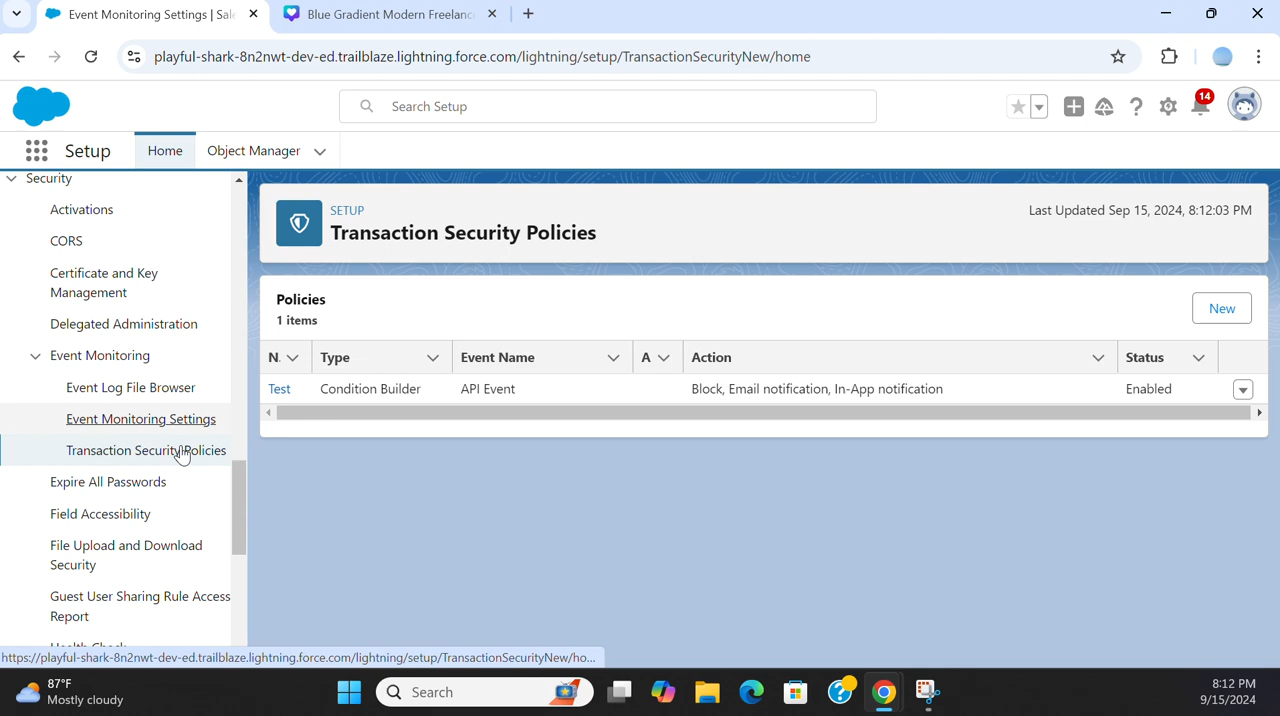 Event Monitoring Settings | Sale
Blue Gradient Modern Freelanc
playful-shark-8n2nwt-dev-ed.trailblaze.lightning.force.com/lightning/setup/TransactionSecurityNew/home
Search Setup
14
Setup
Home
Object Manager
Security
Activations
CORS
Certificate and Key
Management
Delegated Administration
Event Monitoring
Event Log File Browser
Event Monitoring Settings
Transaction Security Policies
Expire All Passwords
Field Accessibility
File Upload and Download
Security
Guest User Sharing Rule Access
Report
Health Check
SETUP
Transaction Security Policies
Last Updated Sep 15, 2024, 8:12:03 PM
Policies
1 items
New
N. Type Event Name A Action Status
Test Condition Builder API Event Block, Email notification, In-App notification Enabled
https://playful-shark-8n2nwt-dev-ed.trailblaze.lightning.force.com/lightning/setup/TransactionSecurityNew/ho...
87°F
Mostly cloudy
Search
8:12 PM
9/15/2024